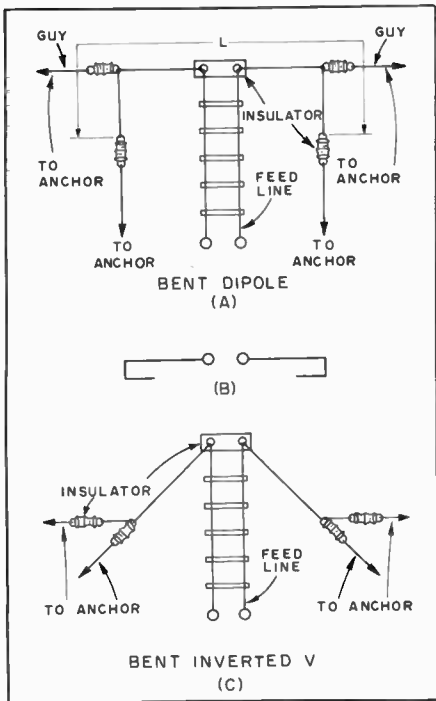 GUY
L
GUY
INSULATOR
TO
ANCHOR
TO
ANCHOR
FEED
LINE
TO
ANCHOR
TO
ANCHOR
BENT DIPOLE
(A)
(B)
INSULATOR
FEED
LINE
TO ANCHOR
TO ANCHOR
BENT INVERTED V
(C)